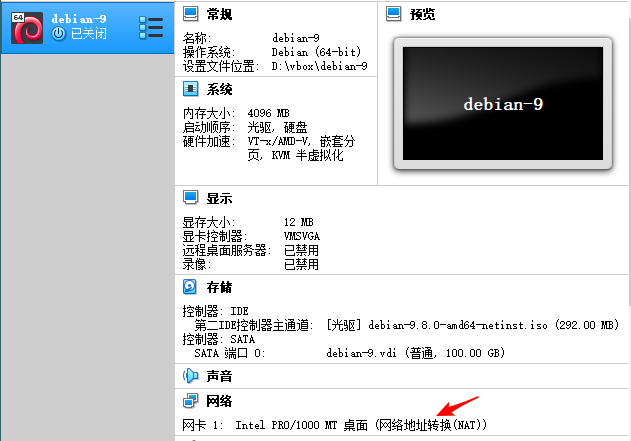 64
debian-9
已关闭
常规
名称: debian-9
操作系统: Debian (64-bit)
设置文件位置: D:\vbox\debian-9
系统
内存大小: 4096 MB
启动顺序: 光驱, 硬盘
硬件加速: VT-x/AMD-V, 嵌套分
页, KVM 半虚拟化
预览
debian-9
显示
显存大小: 12 MB
显卡控制器: VMSVGA
远程桌面服务器: 已禁用
录像: 已禁用
存储
控制器: IDE
第二IDE控制器主通道: [光驱] debian-9.8.0-amd64-netinst.iso (292.00 MB)
控制器: SATA
SATA 端口 0: debian-9.vdi (普通, 100.00 GB)
声音
网络
网卡 1: Intel PRO/1000 MT 桌面 (网络地址转换(NAT))